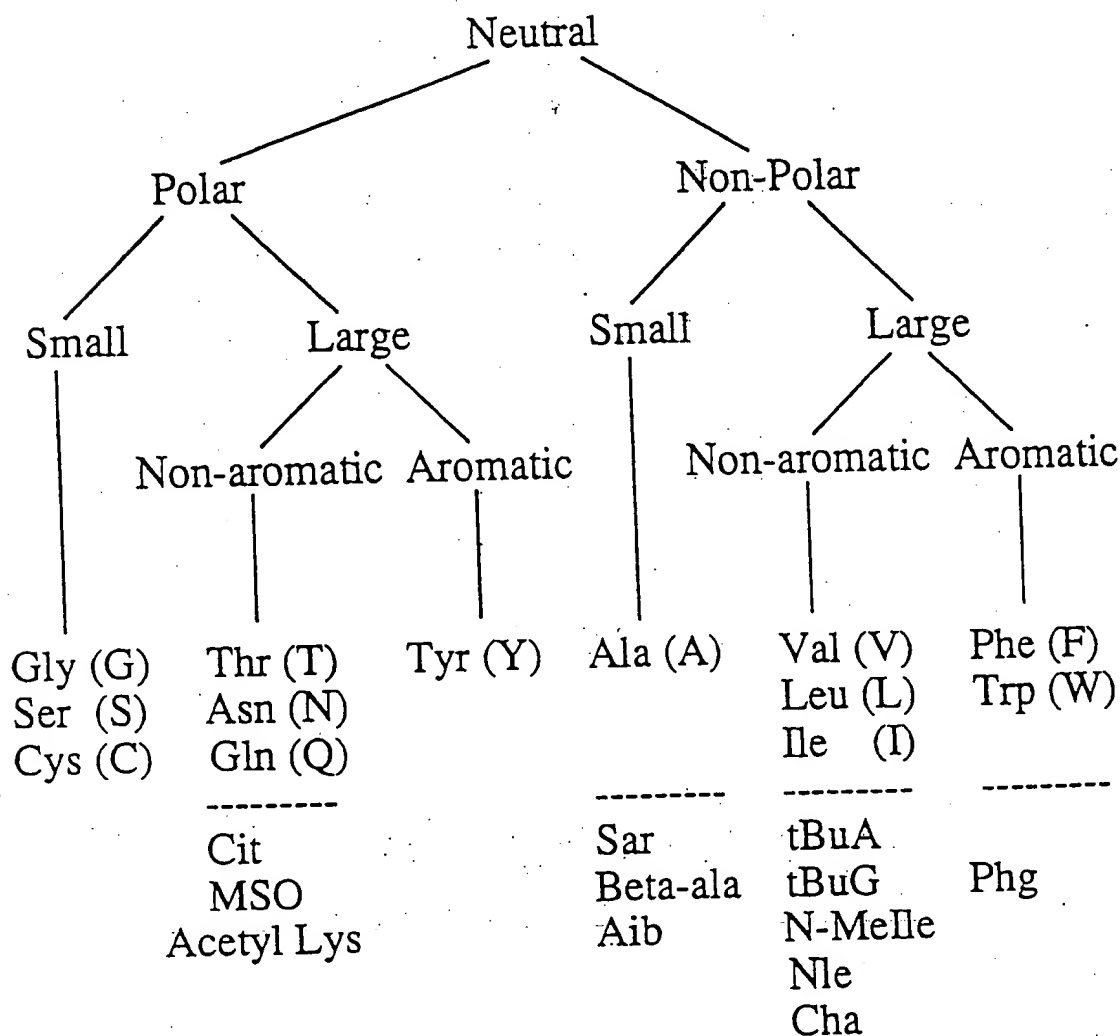 Neutral
Polar Non-Polar
Small Large Small Large
Non-aromatic Aromatic Non-aromatic Aromatic
Gly (G) Thr (T) Tyr (Y) Ala (A) Val (V) Phe (F)
Ser (S) Asn (N) Leu (L) Trp (W)
Cys (C) Gln (Q) Ile (I)
--------- --------- --------- ---------
Cit Sar tBuA
MSO Beta-ala tBuG Phg
Acetyl Lys Aib N-MeIle
Nle
Cha